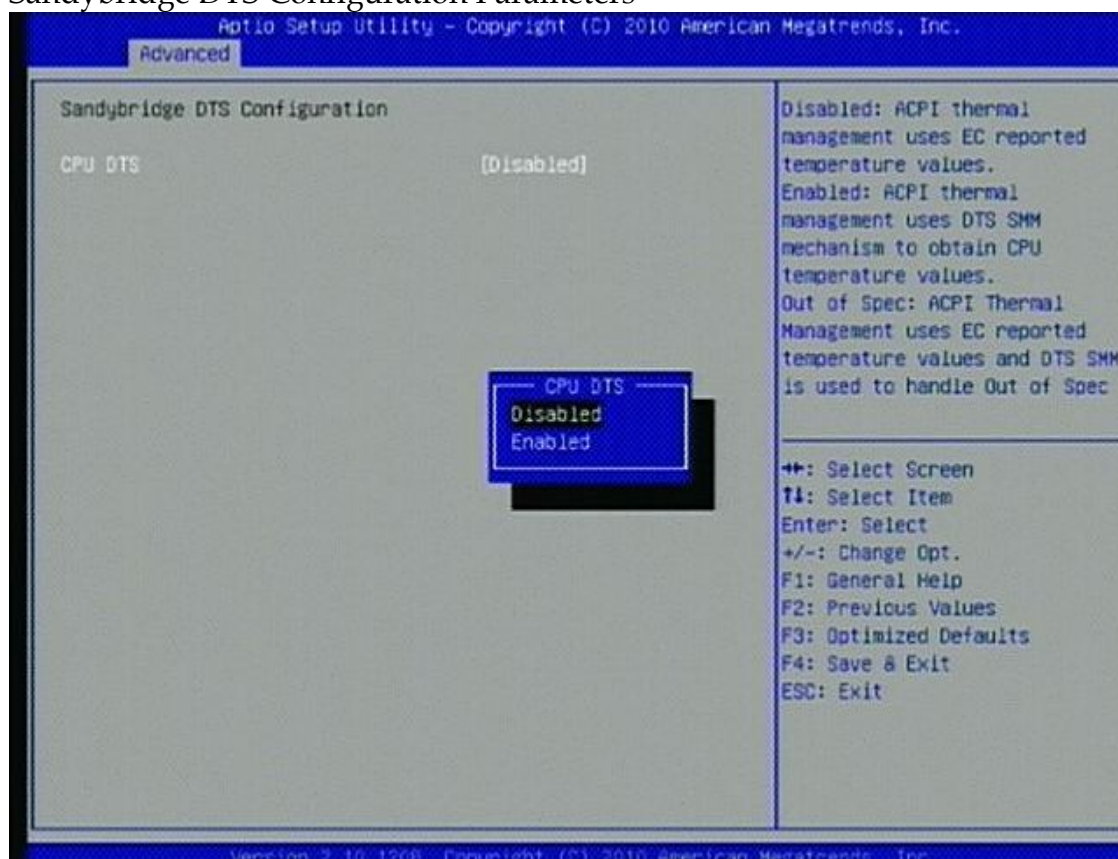 Sandybridge DTS Configuration Parameters
Aptio Setup Utility - Copyright (C) 2010 American Megatrends, Inc.
Advanced
Sandybridge DTS Configuration
CPU DTS [Disabled]
Disabled: ACPI thermal
management uses EC reported
temperature values.
Enabled: ACPI thermal
management uses DTS SMM
mechanism to obtain CPU
temperature values.
Out of Spec: ACPI Thermal
Management uses EC reported
temperature values and DTS SMM
is used to handle Out of Spec
CPU DTS
Disabled
Enabled
→←: Select Screen
↑↓: Select Item
Enter: Select
+/-: Change Opt.
F1: General Help
F2: Previous Values
F3: Optimized Defaults
F4: Save & Exit
ESC: Exit
Version 2.10.1208. Copyright (C) 2010 American Megatrends, Inc.